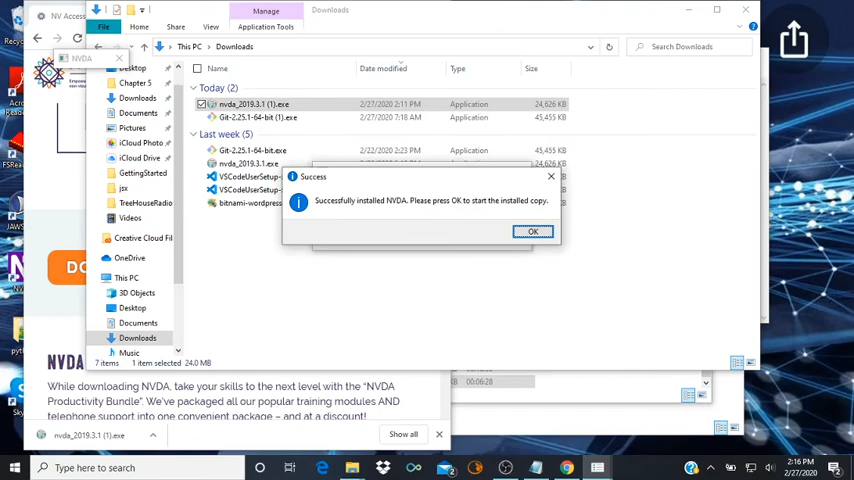 NV Access
Manage
Downloads
File
Home
Share
View
Application Tools
This PC
Downloads
Search Downloads
NVDA
Name
Date modified
Type
Size
Desktop
Chapter 5
Downloads
Documents
Pictures
iCloud Photo
iCloud Drive
GettingStarted
jsx
TreeHouseRadio
Videos
Creative Cloud Fil
OneDrive
This PC
3D Objects
Desktop
Documents
Downloads
Music
Today (2)
nvda_2019.3.1 (1).exe
2/27/2020 2:11 PM
Application
24,626 KB
Git-2.25.1-64-bit (1).exe
2/27/2020 7:18 AM
Application
45,455 KB
Last week (5)
Git-2.25.1-64-bit.exe
2/22/2020 2:23 PM
Application
45,455 KB
nvda_2019.3.1.exe
24,626 KB
VSCodeUserSetup-
VSCodeUserSetup-
bitnami-wordpress
Success
Successfully installed NVDA. Please press OK to start the installed copy.
OK
7 items
1 item selected 24.0 MB
KB
00:06:28
DO
NVDA
While downloading NVDA, take your skills to the next level with the "NVDA
Productivity Bundle". We've packaged all our popular training modules AND
telephone support into one convenient package – and at a discount!
nvda_2019.3.1 (1).exe
Show all
Type here to search
2:16 PM
2/27/2020
2
2